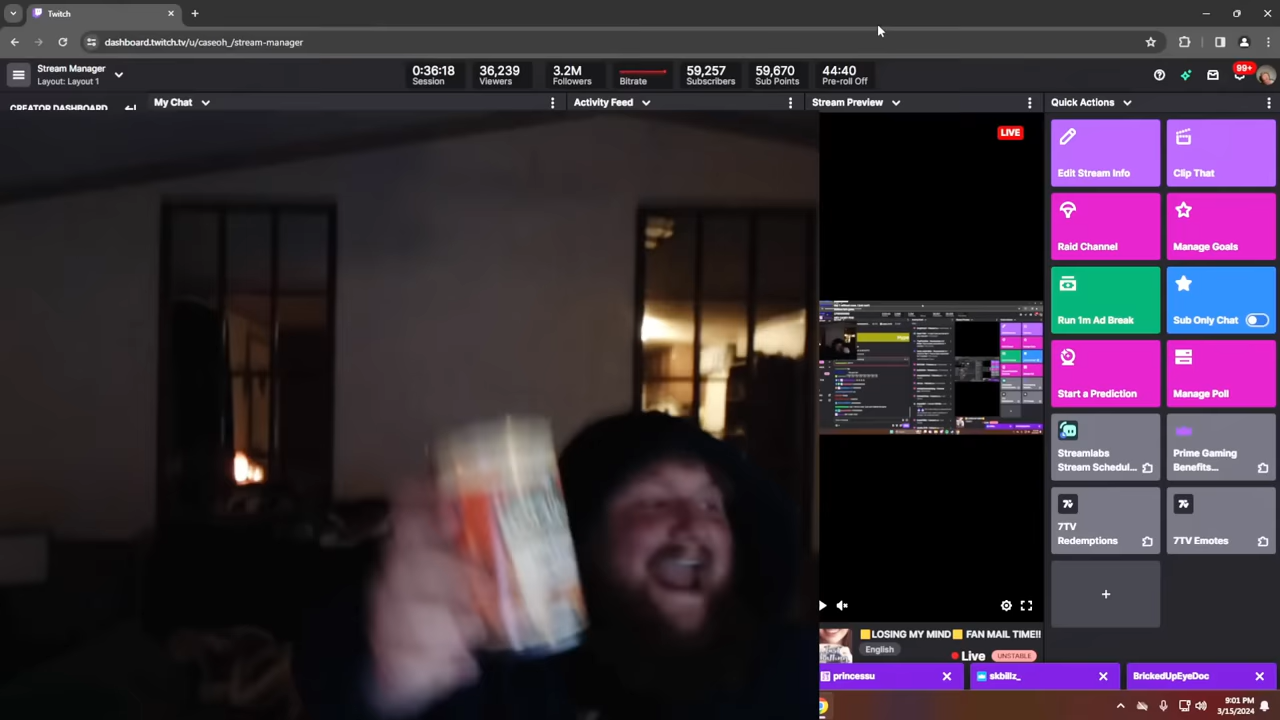 Twitch
dashboard.twitch.tv/u/caseoh_/stream-manager
Stream Manager
Layout: Layout 1
0:36:18
Session
36,239
Viewers
3.2M
Followers
Bitrate
59,257
Subscribers
59,670
Sub Points
44:40
Pre-roll Off
99+
CREATOR DASHBOARD
My Chat
Activity Feed
Stream Preview
Quick Actions
LIVE
Edit Stream Info
Clip That
Raid Channel
Manage Goals
Run 1m Ad Break
Sub Only Chat
Start a Prediction
Manage Poll
Streamlabs
Stream Schedul...
Prime Gaming
Benefits...
7TV
Redemptions
7TV Emotes
LOSING MY MIND FAN MAIL TIME!!
English
Live
UNSTABLE
princessu
skbillz_
BrickedUpEyeDoc
9:01 PM
3/15/2024